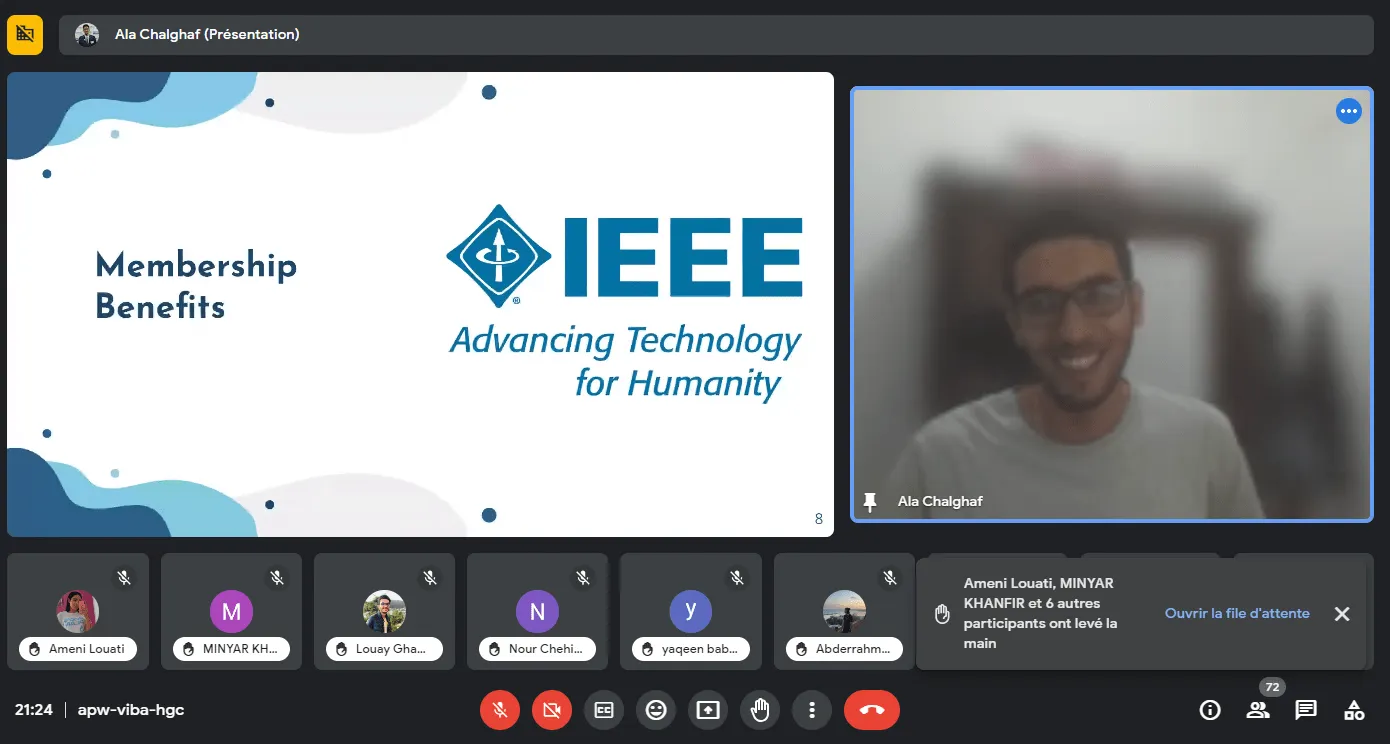 Ala Chalghaf (Présentation)
Membership
Benefits
IEEE
®
Advancing Technology
for Humanity
8
Ala Chalghaf
Ameni Louati
M
MINYAR KH...
Louay Gha...
N
Nour Chehi...
y
yaqeen bab...
Abderrahm...
Ameni Louati, MINYAR
KHANFIR et 6 autres
participants ont levé la
main
Ouvrir la file d'attente
21:24 | apw-viba-hgc
CC
72